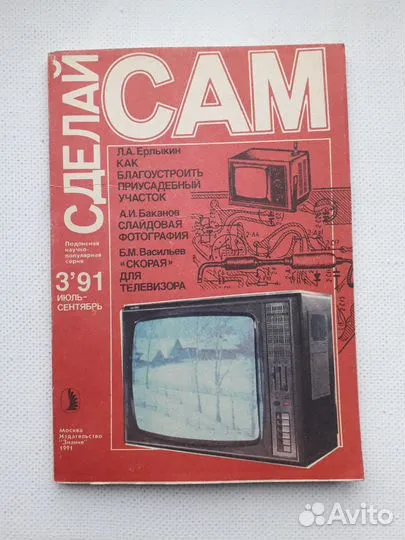 СДЕЛАЙ
САМ
Л.А. Ерлыкин
КАК
БЛАГОУСТРОИТЬ
ПРИУСАДЕБНЫЙ
УЧАСТОК
А.И. Баканов
СЛАЙДОВАЯ
ФОТОГРАФИЯ
Б.М. Васильев
«СКОРАЯ»
ДЛЯ
ТЕЛЕВИЗОРА
Подписная
научно-
популярная
серия
3'91
ИЮЛЬ-
СЕНТЯБРЬ
Москва
Издательство
"Знание"
1991
Avito